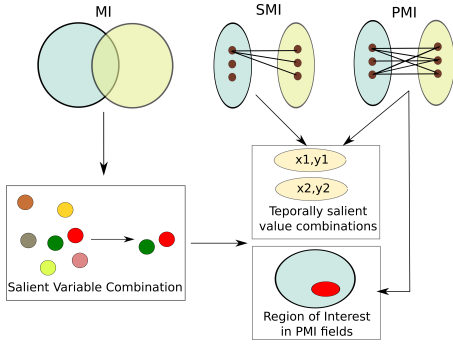 MI
SMI
PMI
x1,y1
x2,y2
Teporally salient
value combinations
Salient Variable Combination
Region of Interest
in PMI fields